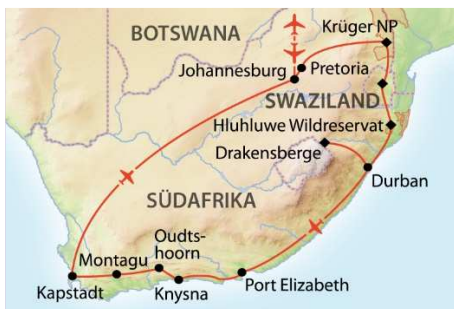 BOTSWANA
Krüger NP
Johannesburg
Pretoria
SWAZILAND
Hluhluwe Wildreservat
Drakensberge
Durban
SÜDAFRIKA
Oudts-
hoorn
Montagu
Kapstadt
Knysna
Port Elizabeth